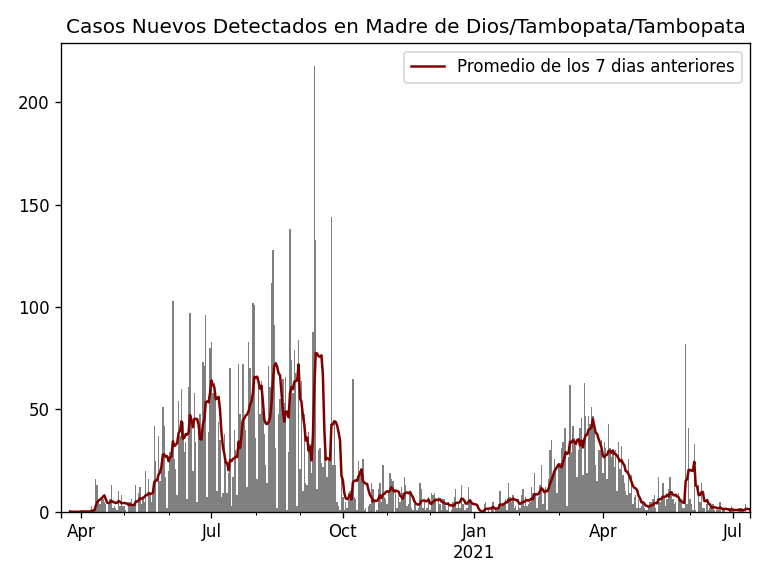 Casos Nuevos Detectados en Madre de Dios/Tambopata/Tambopata
Promedio de los 7 dias anteriores
200
150
100
50
0
Apr Jul Oct Jan Apr Jul
2021